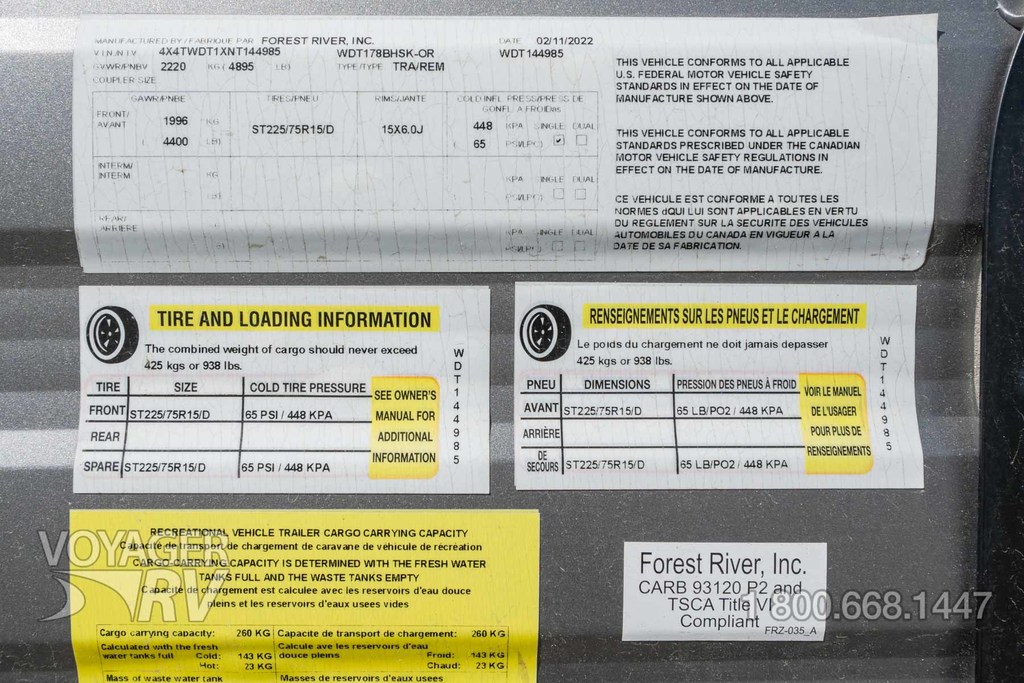 MANUFACTURED BY / FABRIQUE PAR FOREST RIVER, INC. DATE 02/11/2022
V.I.N./N.I.V. 4X4TWDT1XNT144985 WDT178BHSK-OR WDT144985
GVWR/PNBV 2220 KG ( 4895 LB) TYPE/TYPE TRA/REM
COUPLER SIZE
GAWR/PNBE TIRES/PNEU RIMS/JANTE COLD INFL. PRESS/PRESS DE
FRONT/
AVANT
1996 KG
( 4400 LB)
ST225/75R15/D
15X6.0J
448 KPA SINGLE DUAL
( 65 PSI/LPC)
INTERM/
INTERM
KG
LB)
KPA SINGLE DUAL
(PSI/LPC)
REAR/
ARRIERE
KPA SINGLE DUAL
(PSI/LPC)
THIS VEHICLE CONFORMS TO ALL APPLICABLE
U.S. FEDERAL MOTOR VEHICLE SAFETY
STANDARDS IN EFFECT ON THE DATE OF
MANUFACTURE SHOWN ABOVE.
THIS VEHICLE CONFORMS TO ALL APPLICABLE
STANDARDS PRESCRIBED UNDER THE CANADIAN
MOTOR VEHICLE SAFETY REGULATIONS IN
EFFECT ON THE DATE OF MANUFACTURE.
CE VEHICULE EST CONFORME A TOUTES LES
NORMES dQUI LUI SONT APPLICABLES EN VERTU
DU REGLEMENT SUR LA SECURITE DES VEHICULES
AUTOMOBILES DU CANADA EN VIGUEUR A LA
DATE DE SA FABRICATION.
TIRE AND LOADING INFORMATION
The combined weight of cargo should never exceed
425 kgs or 938 lbs.
TIRE SIZE COLD TIRE PRESSURE
FRONT ST225/75R15/D 65 PSI / 448 KPA
REAR
SPARE ST225/75R15/D 65 PSI / 448 KPA
SEE OWNER'S
MANUAL FOR
ADDITIONAL
INFORMATION
WDT144985
RENSEIGNEMENTS SUR LES PNEUS ET LE CHARGEMENT
Le poids du chargement ne doit jamais depasser
425 kgs or 938 lbs.
PNEU DIMENSIONS PRESSION DES PNEUS À FROID
AVANT ST225/75R15/D 65 LB/PO2 / 448 KPA
ARRIÈRE
DE
SECOURS ST225/75R15/D 65 LB/PO2 / 448 KPA
VOIR LE MANUEL
DE L'USAGER
POUR PLUS DE
RENSEIGNEMENTS
WDT144985
RECREATIONAL VEHICLE TRAILER CARGO CARRYING CAPACITY
Capacite de transport de chargement de caravane de véhicule de récréation
CARGO-CARRYING CAPACITY IS DETERMINED WITH THE FRESH WATER
TANKS FULL AND THE WASTE TANKS EMPTY
Capacite de chargement est calculee avec les reservoirs d'eau douce
pleins et les reservoirs d'eaux usees vides
Cargo carrying capacity: 260 KG Capacite de transport de chargement: 260 KG
Calculated with the fresh
water tanks full Cold: 143 KG
Hot: 23 KG
Calcule ave les reservoirs d'eau
douce pleins Froid: 143 KG
Chaud: 23 KG
Mass of waste water tank Masses de reservoirs d'eaux usees
Forest River, Inc.
CARB 93120 P2 and
TSCA Title VI
Compliant
FRZ-035_A
VOYAGER
RV
1.800.668.1447